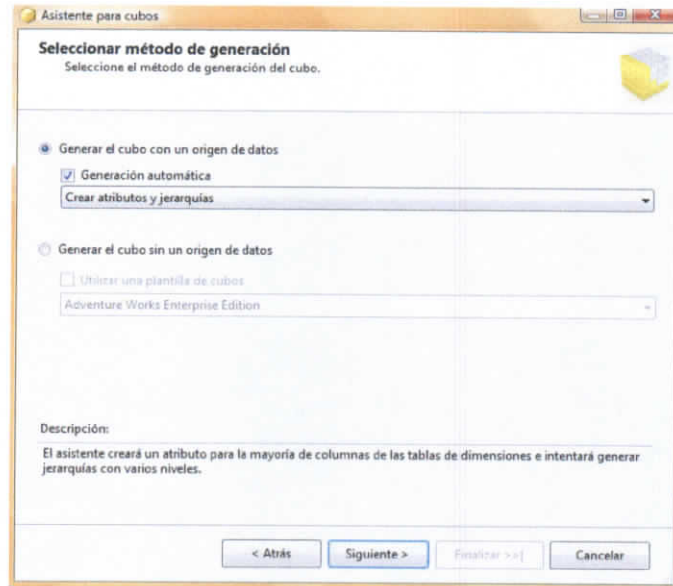 Asistente para cubos
Seleccionar método de generación
Seleccione el método de generación del cubo.
Generar el cubo con un origen de datos
Generación automática
Crear atributos y jerarquías
Generar el cubo sin un origen de datos
Utilizar una plantilla de cubos
Adventure Works Enterprise Edition
Descripción:
El asistente creará un atributo para la mayoría de columnas de las tablas de dimensiones e intentará generar
jerarquías con varios niveles.
< Atrás
Siguiente >
Finalizar >>|
Cancelar